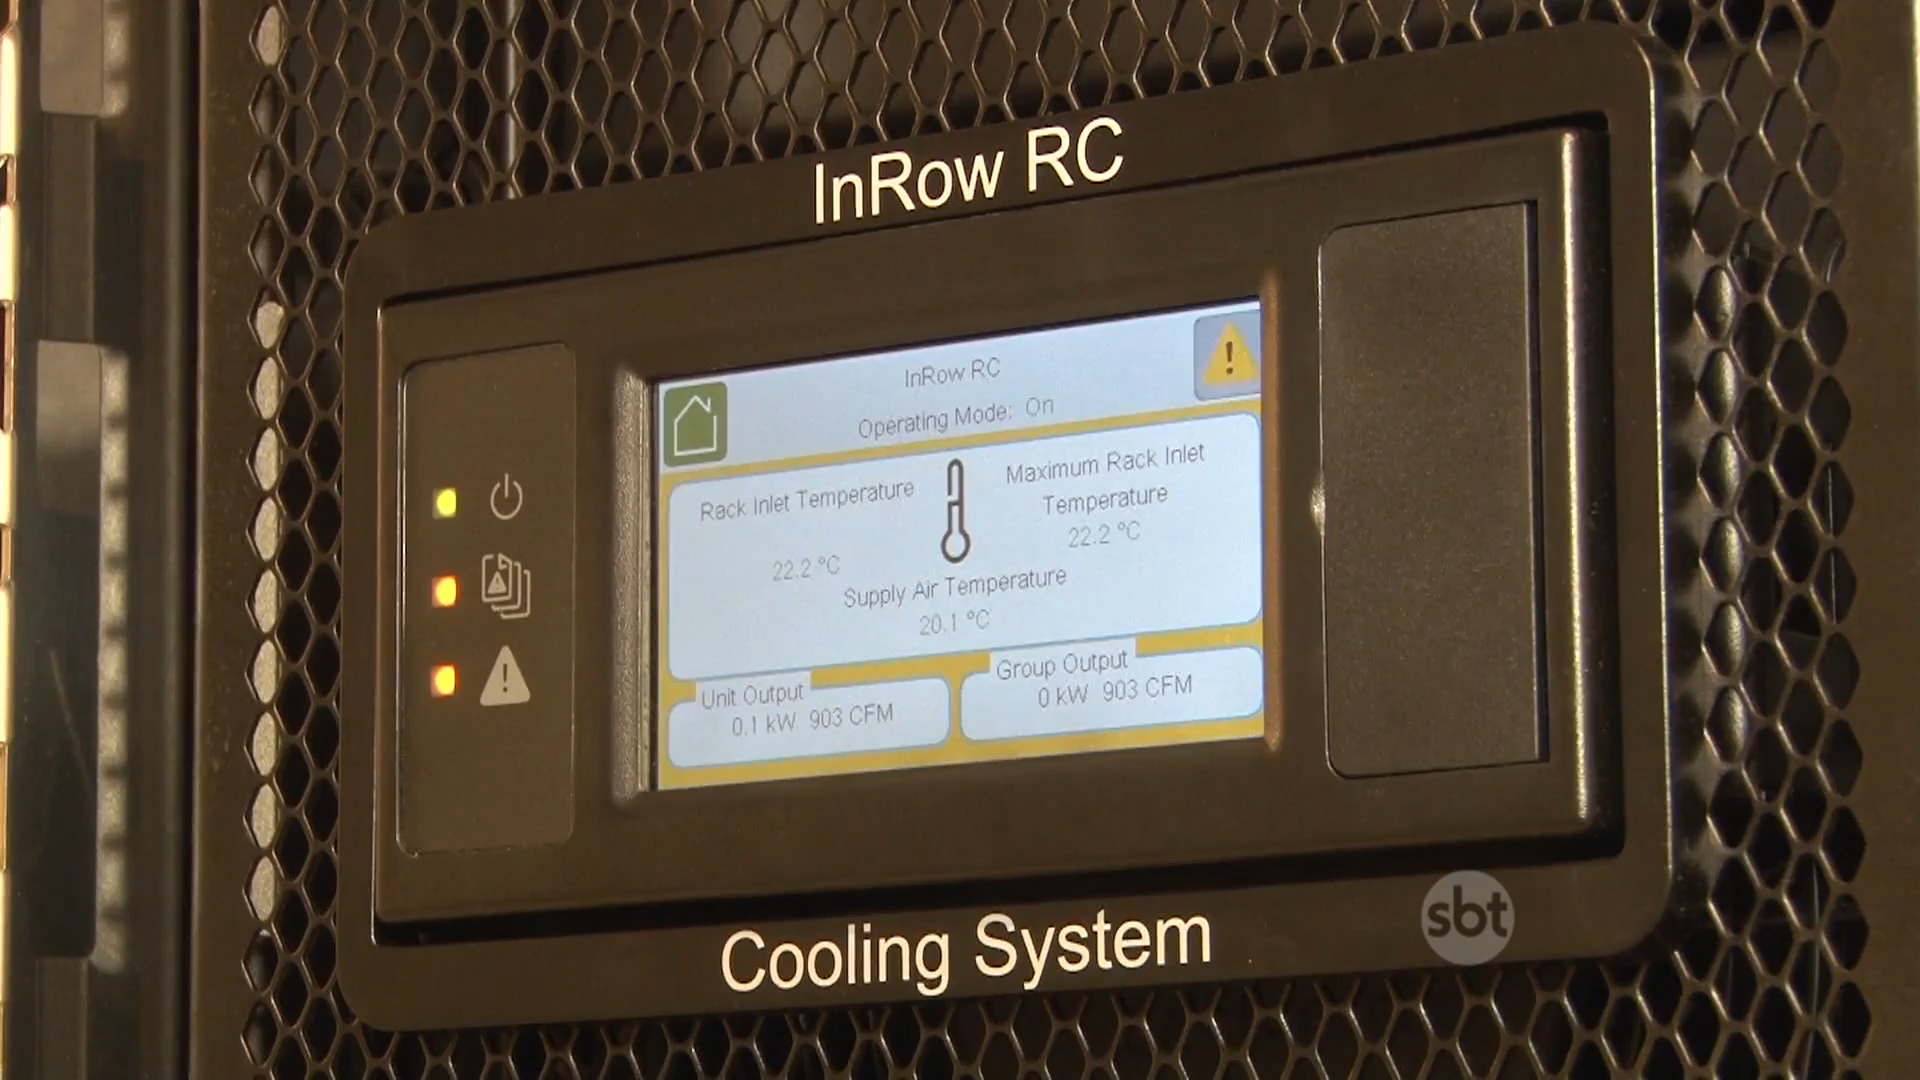 InRow RC
InRow RC
Operating Mode: On
Rack Inlet Temperature
22.2 °C
Maximum Rack Inlet
Temperature
22.2 °C
Supply Air Temperature
20.1 °C
Unit Output
0.1 kW 903 CFM
Group Output
0 kW 903 CFM
Cooling System
sbt